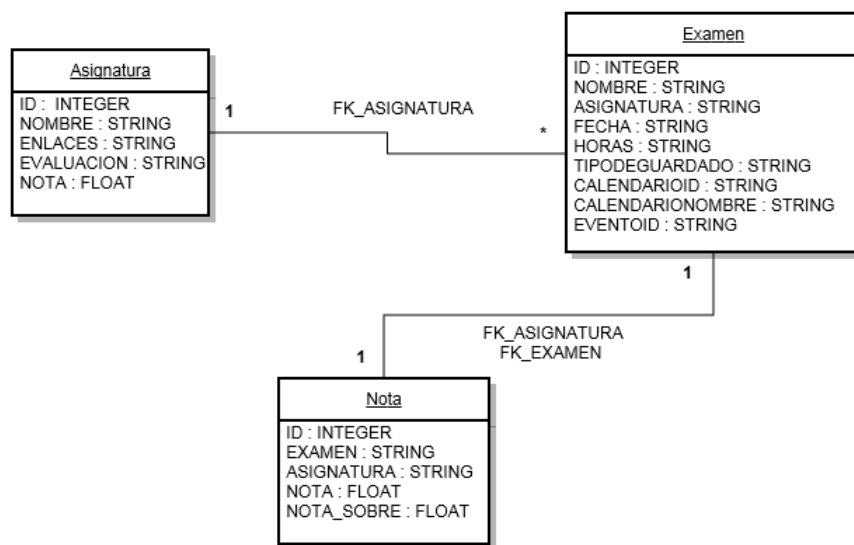 Asignatura
ID :  INTEGER
NOMBRE : STRING
ENLACES : STRING
EVALUACION : STRING
NOTA : FLOAT
1
FK_ASIGNATURA
*
Examen
ID : INTEGER
NOMBRE : STRING
ASIGNATURA : STRING
FECHA : STRING
HORAS : STRING
TIPODEGUARDADO : STRING
CALENDARIOID : STRING
CALENDARIONOMBRE : STRING
EVENTOID : STRING
1
FK_ASIGNATURA
FK_EXAMEN
1
Nota
ID : INTEGER
EXAMEN : STRING
ASIGNATURA : STRING
NOTA : FLOAT
NOTA_SOBRE : FLOAT